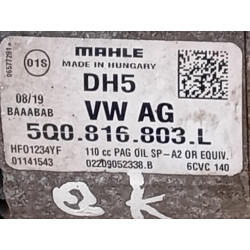 MAHLE
MADE IN HUNGARY
01S
DH5
08/19
BAAABAB
VW AG
5Q0.816.803.L
HFO1234YF
110 cc PAG OIL SP-A2 OR EQUIV.
01141543
02209052338.B
6CVC 140
OK